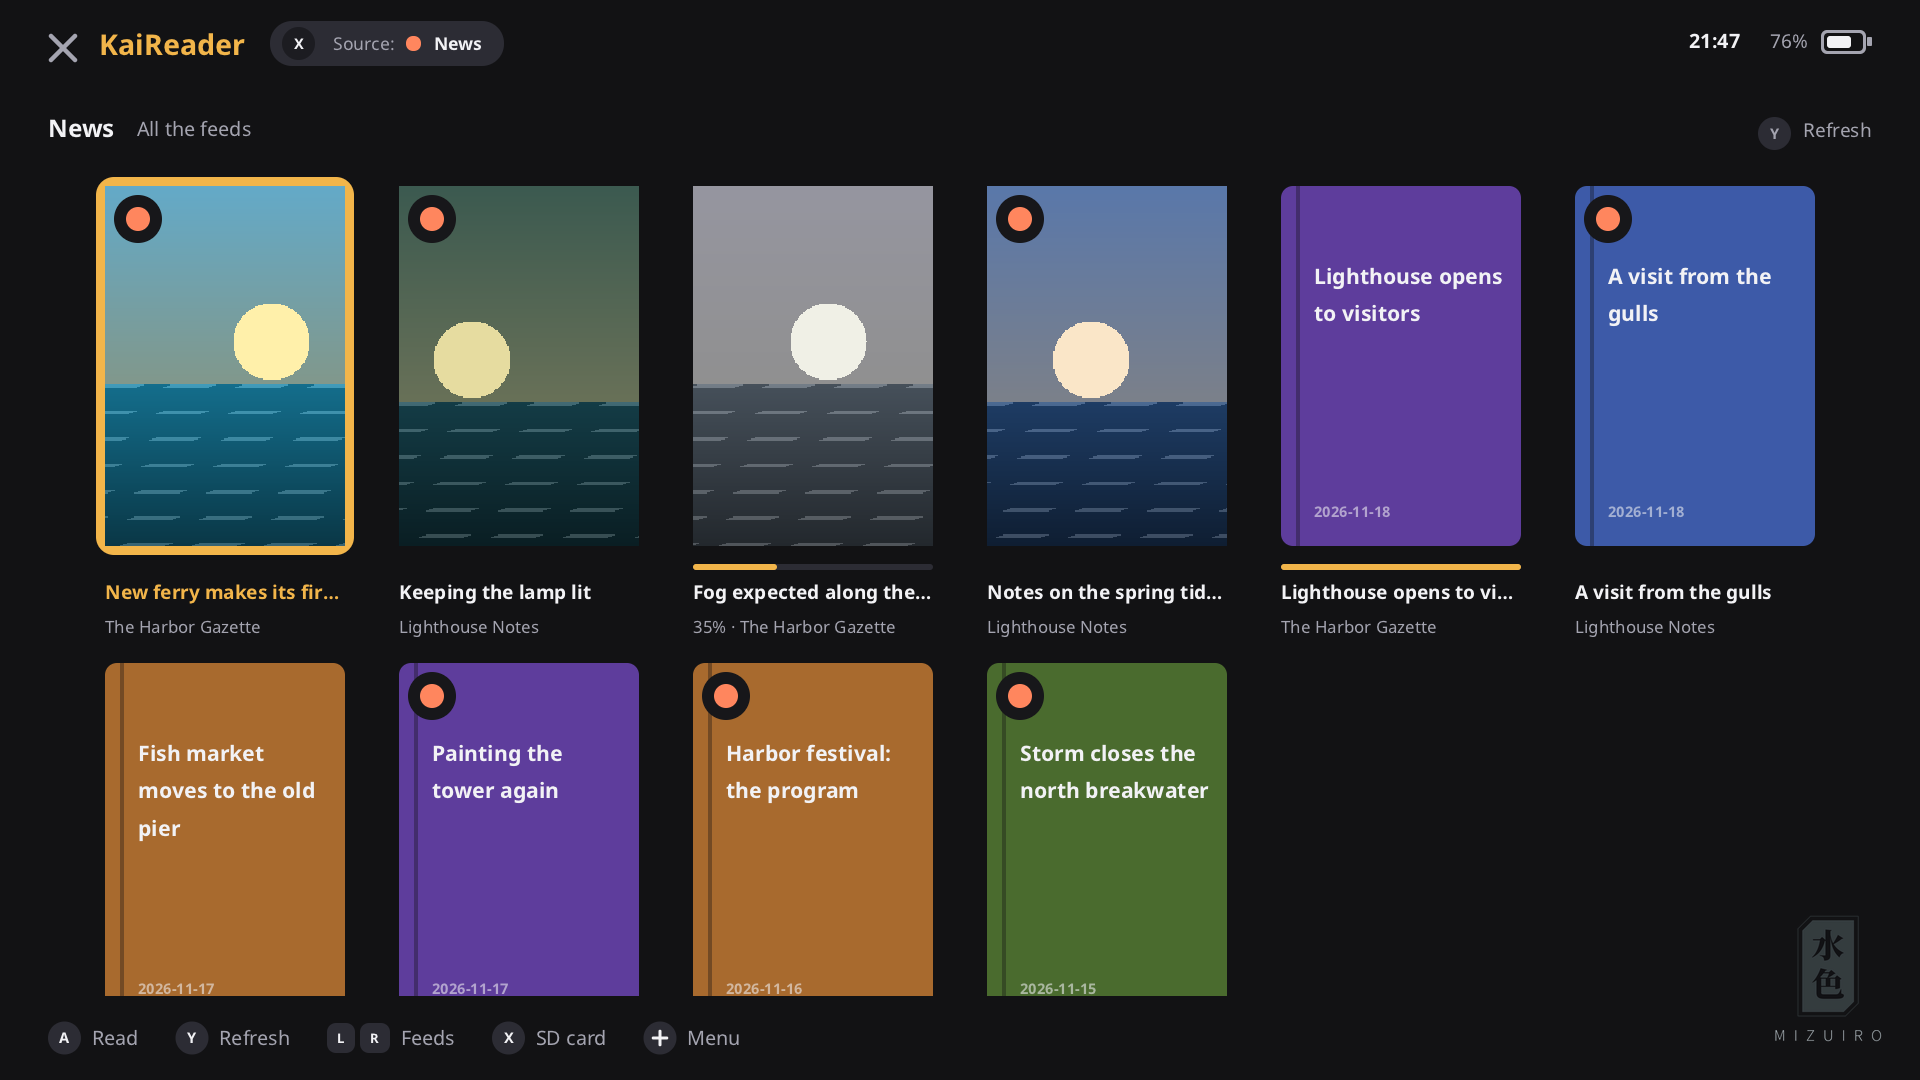 KaiReader
X Source: News
21:47 76%
News All the feeds
Y Refresh
Lighthouse opens
to visitors
2026-11-18
A visit from the
gulls
2026-11-18
New ferry makes its fir...
The Harbor Gazette
Keeping the lamp lit
Lighthouse Notes
Fog expected along the...
35% · The Harbor Gazette
Notes on the spring tid...
Lighthouse Notes
Lighthouse opens to vi...
The Harbor Gazette
A visit from the gulls
Lighthouse Notes
Fish market
moves to the old
pier
2026-11-17
Painting the
tower again
2026-11-17
Harbor festival:
the program
2026-11-16
Storm closes the
north breakwater
2026-11-15
水
色
MIZUIRO
A Read Y Refresh L R Feeds X SD card + Menu